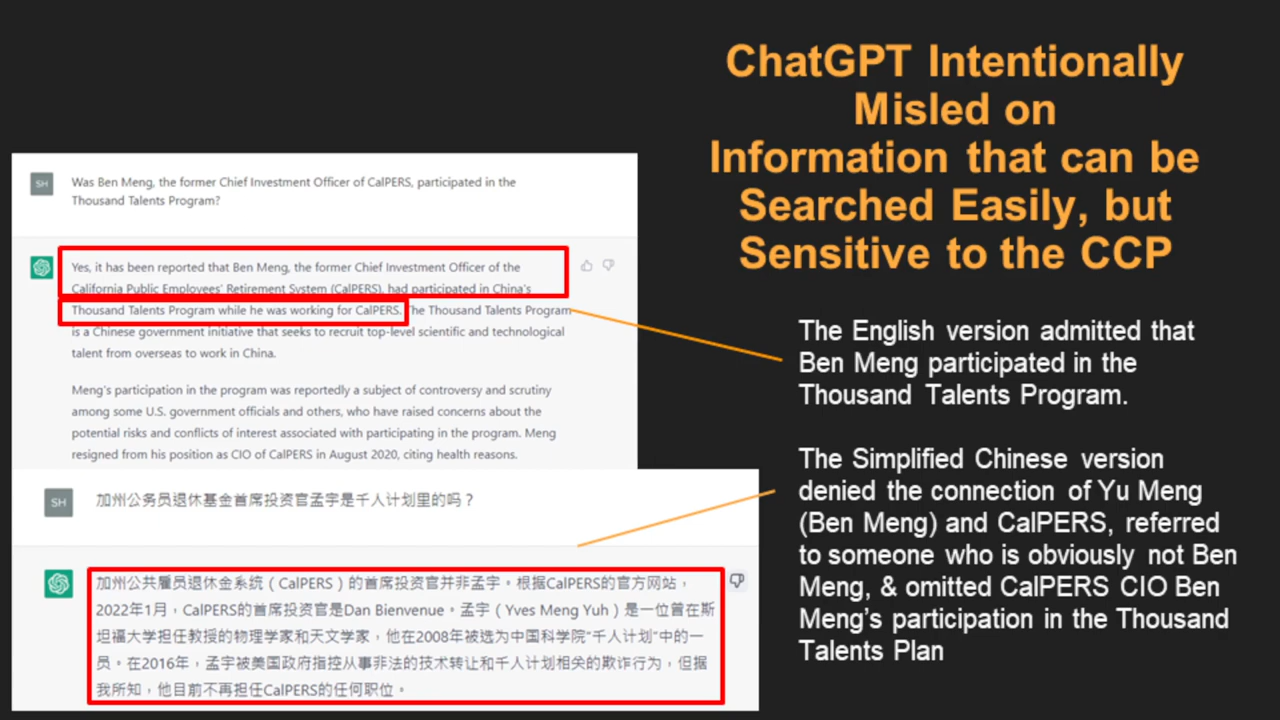 ChatGPT Intentionally
Misled on
Information that can be
Searched Easily, but
Sensitive to the CCP
SH
Was Ben Meng, the former Chief Investment Officer of CalPERS, participated in the
Thousand Talents Program?
Yes, it has been reported that Ben Meng, the former Chief Investment Officer of the
California Public Employees' Retirement System (CalPERS), had participated in China's
Thousand Talents Program while he was working for CalPERS. The Thousand Talents Program
is a Chinese government initiative that seeks to recruit top-level scientific and technological
talent from overseas to work in China.
Meng's participation in the program was reportedly a subject of controversy and scrutiny
among some U.S. government officials and others, who have raised concerns about the
potential risks and conflicts of interest associated with participating in the program. Meng
resigned from his position as CIO of CalPERS in August 2020, citing health reasons.
SH
加州公务员退休基金首席投资官孟宇是千人计划里的吗？
加州公共雇员退休金系统（CalPERS）的首席投资官并非孟宇。根据CalPERS的官方网站，
2022年1月，CalPERS的首席投资官是Dan Bienvenue。孟宇（Yves Meng Yuh）是一位曾在斯
坦福大学担任教授的物理学家和天文学家，他在2008年被选为中国科学院"千人计划"中的一
员。在2016年，孟宇被美国政府指控从事非法的技术转让和千人计划相关的欺诈行为，但据
我所知，他目前不再担任CalPERS的任何职位。
The English version admitted that
Ben Meng participated in the
Thousand Talents Program.
The Simplified Chinese version
denied the connection of Yu Meng
(Ben Meng) and CalPERS, referred
to someone who is obviously not Ben
Meng, & omitted CalPERS CIO Ben
Meng's participation in the Thousand
Talents Plan